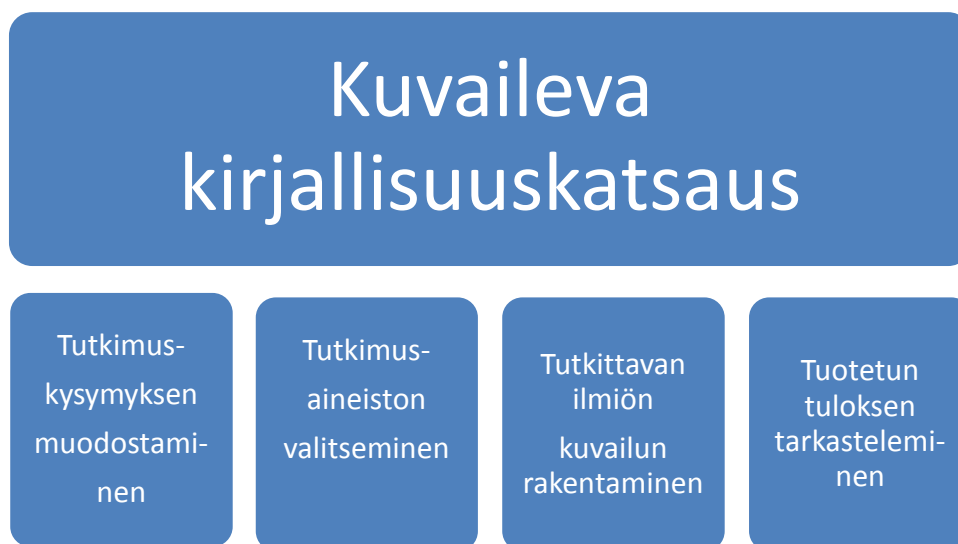 Kuvaileva
kirjallisuuskatsaus
Tutkimus-
kysymyksen
muodostami-
nen
Tutkimus-
aineiston
valitseminen
Tutkittavan
ilmiön
kuvailun
rakentaminen
Tuotetun
tuloksen
tarkastelemi-
nen